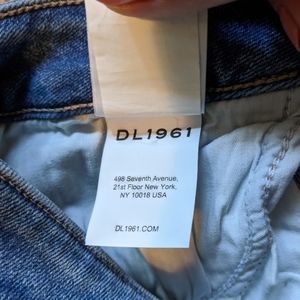 DL1961
498 Seventh Avenue,
21st Floor New York,
NY 10018 USA
DL1961.COM